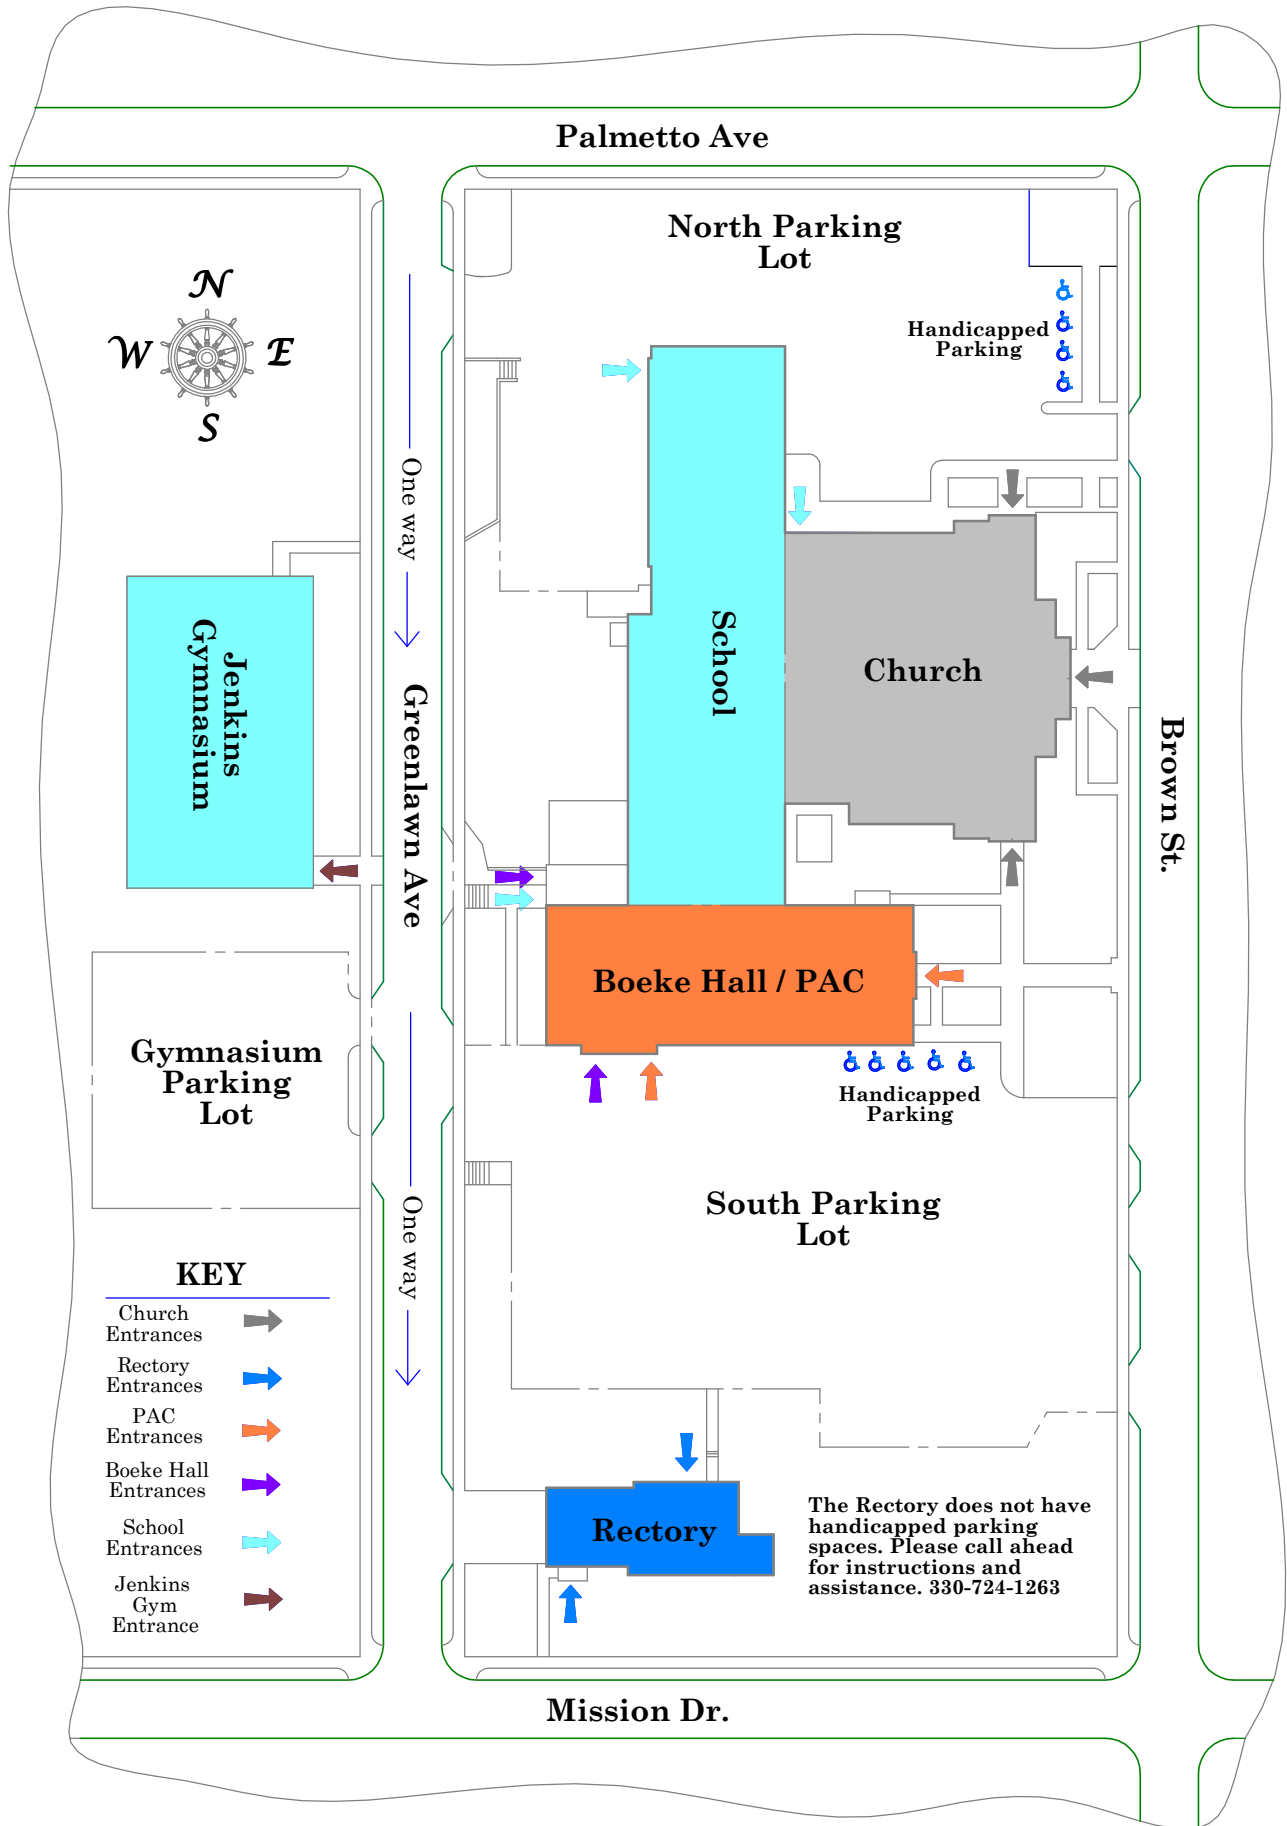 Palmetto Ave
North Parking
Lot
N
W
E
S
Handicapped
Parking
One way
School
Church
Jenkins
Gymnasium
Greenlawn Ave
Brown St.
Boeke Hall / PAC
Gymnasium
Parking
Lot
Handicapped
Parking
South Parking
Lot
One way
KEY
Church
Entrances
Rectory
Entrances
PAC
Entrances
Boeke Hall
Entrances
School
Entrances
Jenkins
Gym
Entrance
Rectory
The Rectory does not have
handicapped parking
spaces. Please call ahead
for instructions and
assistance. 330-724-1263
Mission Dr.